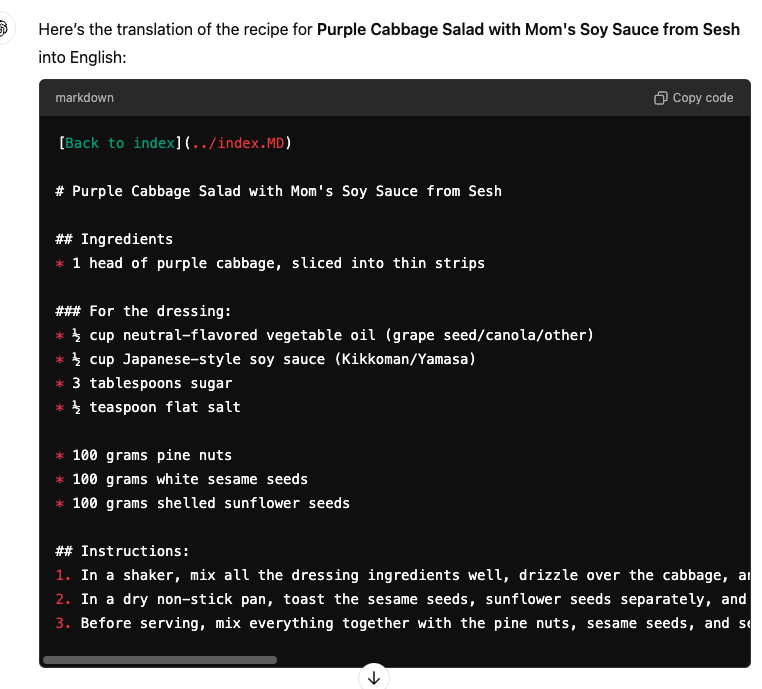 Here’s the translation of the recipe for Purple Cabbage Salad with Mom's Soy Sauce from Sesh
into English:
markdown
Copy code
[Back to index](../index.MD)
# Purple Cabbage Salad with Mom's Soy Sauce from Sesh
## Ingredients
* 1 head of purple cabbage, sliced into thin strips
### For the dressing:
* ½ cup neutral-flavored vegetable oil (grape seed/canola/other)
* ½ cup Japanese-style soy sauce (Kikkoman/Yamasa)
* 3 tablespoons sugar
* ½ teaspoon flat salt
* 100 grams pine nuts
* 100 grams white sesame seeds
* 100 grams shelled sunflower seeds
## Instructions:
1. In a shaker, mix all the dressing ingredients well, drizzle over the cabbage,
2. In a dry non-stick pan, toast the sesame seeds, sunflower seeds separately, and
3. Before serving, mix everything together with the pine nuts, sesame seeds, and